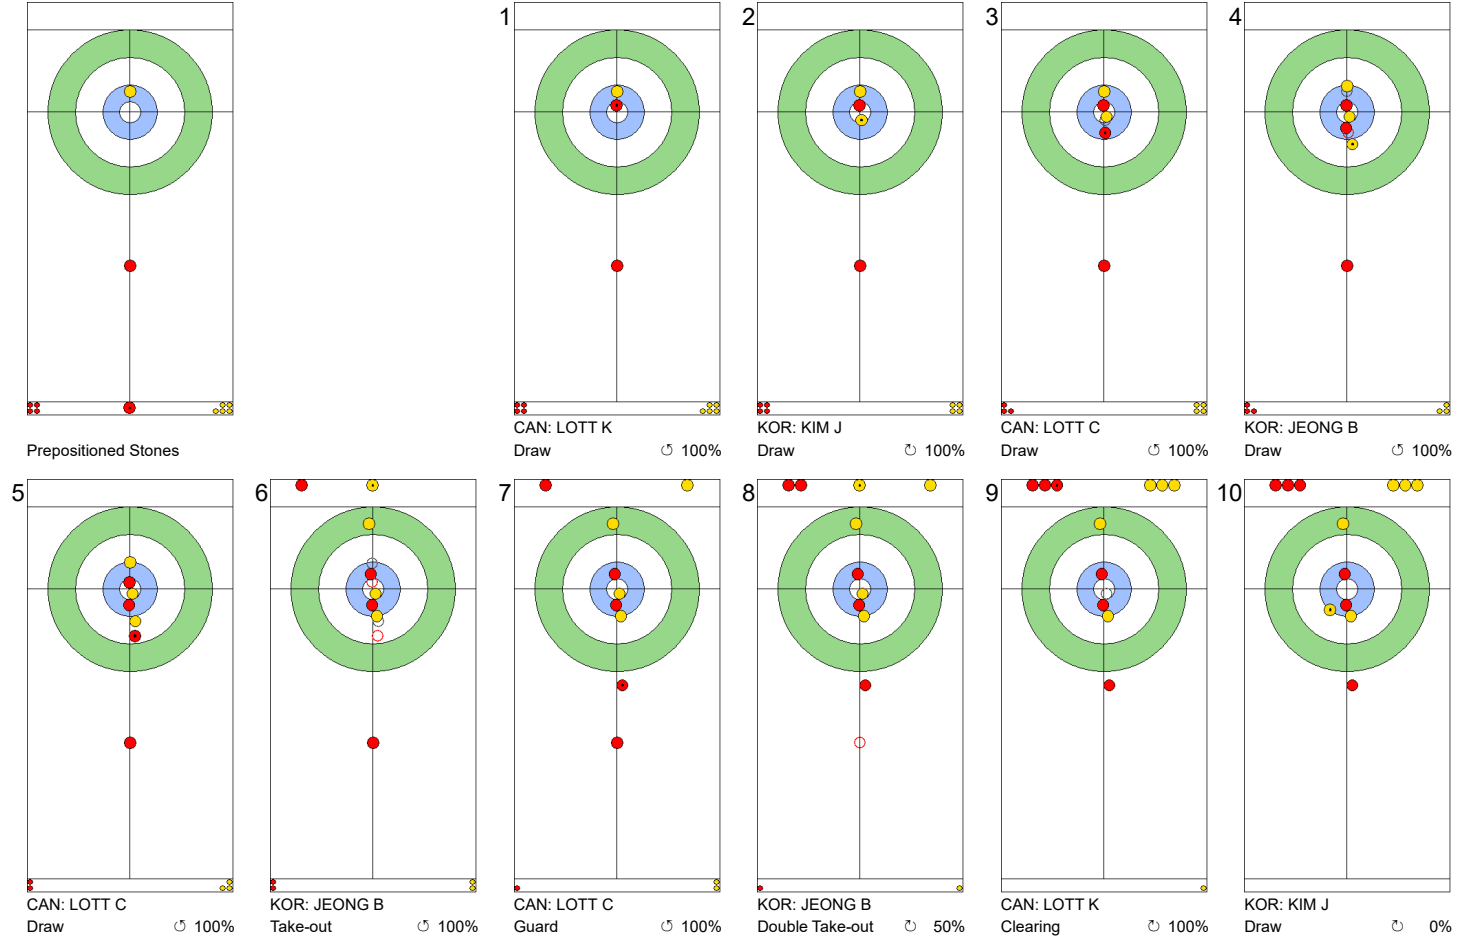 1
2
3
4
Prepositioned Stones
CAN: LOTT K
Draw 100%
KOR: KIM J
Draw 100%
CAN: LOTT C
Draw 100%
KOR: JEONG B
Draw 100%
5
6
7
8
9
10
CAN: LOTT C
Draw 100%
KOR: JEONG B
Take-out 100%
CAN: LOTT C
Guard 100%
KOR: JEONG B
Double Take-out 50%
CAN: LOTT K
Clearing 100%
KOR: KIM J
Draw 0%